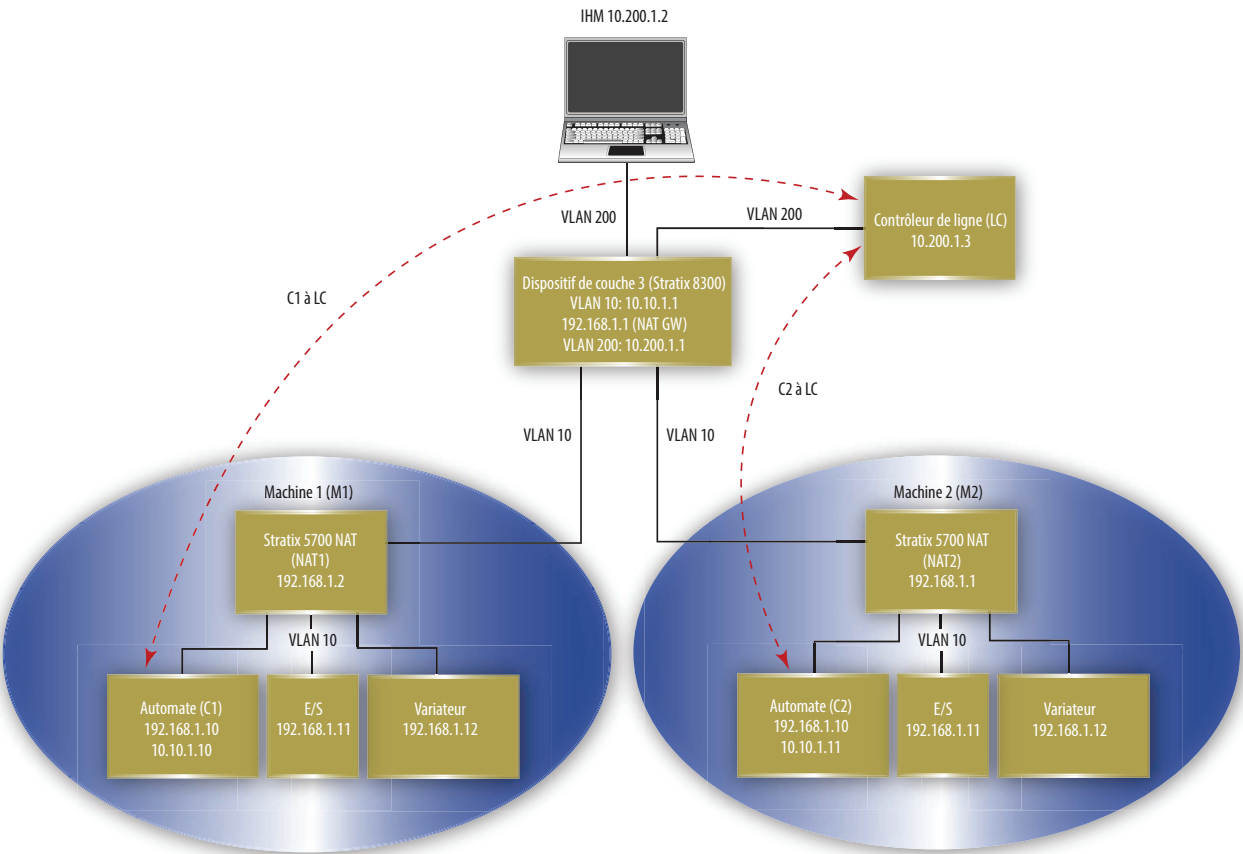 IHM 10.200.1.2
VLAN 200
VLAN 200
Contrôleur de ligne (LC)
10.200.1.3
Dispositif de couche 3 (Stratix 8300)
VLAN 10: 10.10.1.1
192.168.1.1 (NAT GW)
VLAN 200: 10.200.1.1
C1 à LC
C2 à LC
VLAN 10
VLAN 10
Machine 1 (M1)
Stratix 5700 NAT
(NAT1)
192.168.1.2
VLAN 10
Automate (C1)
192.168.1.10
10.10.1.10
E/S
192.168.1.11
Variateur
192.168.1.12
Machine 2 (M2)
Stratix 5700 NAT
(NAT2)
192.168.1.1
VLAN 10
Automate (C2)
192.168.1.10
10.10.1.11
E/S
192.168.1.11
Variateur
192.168.1.12